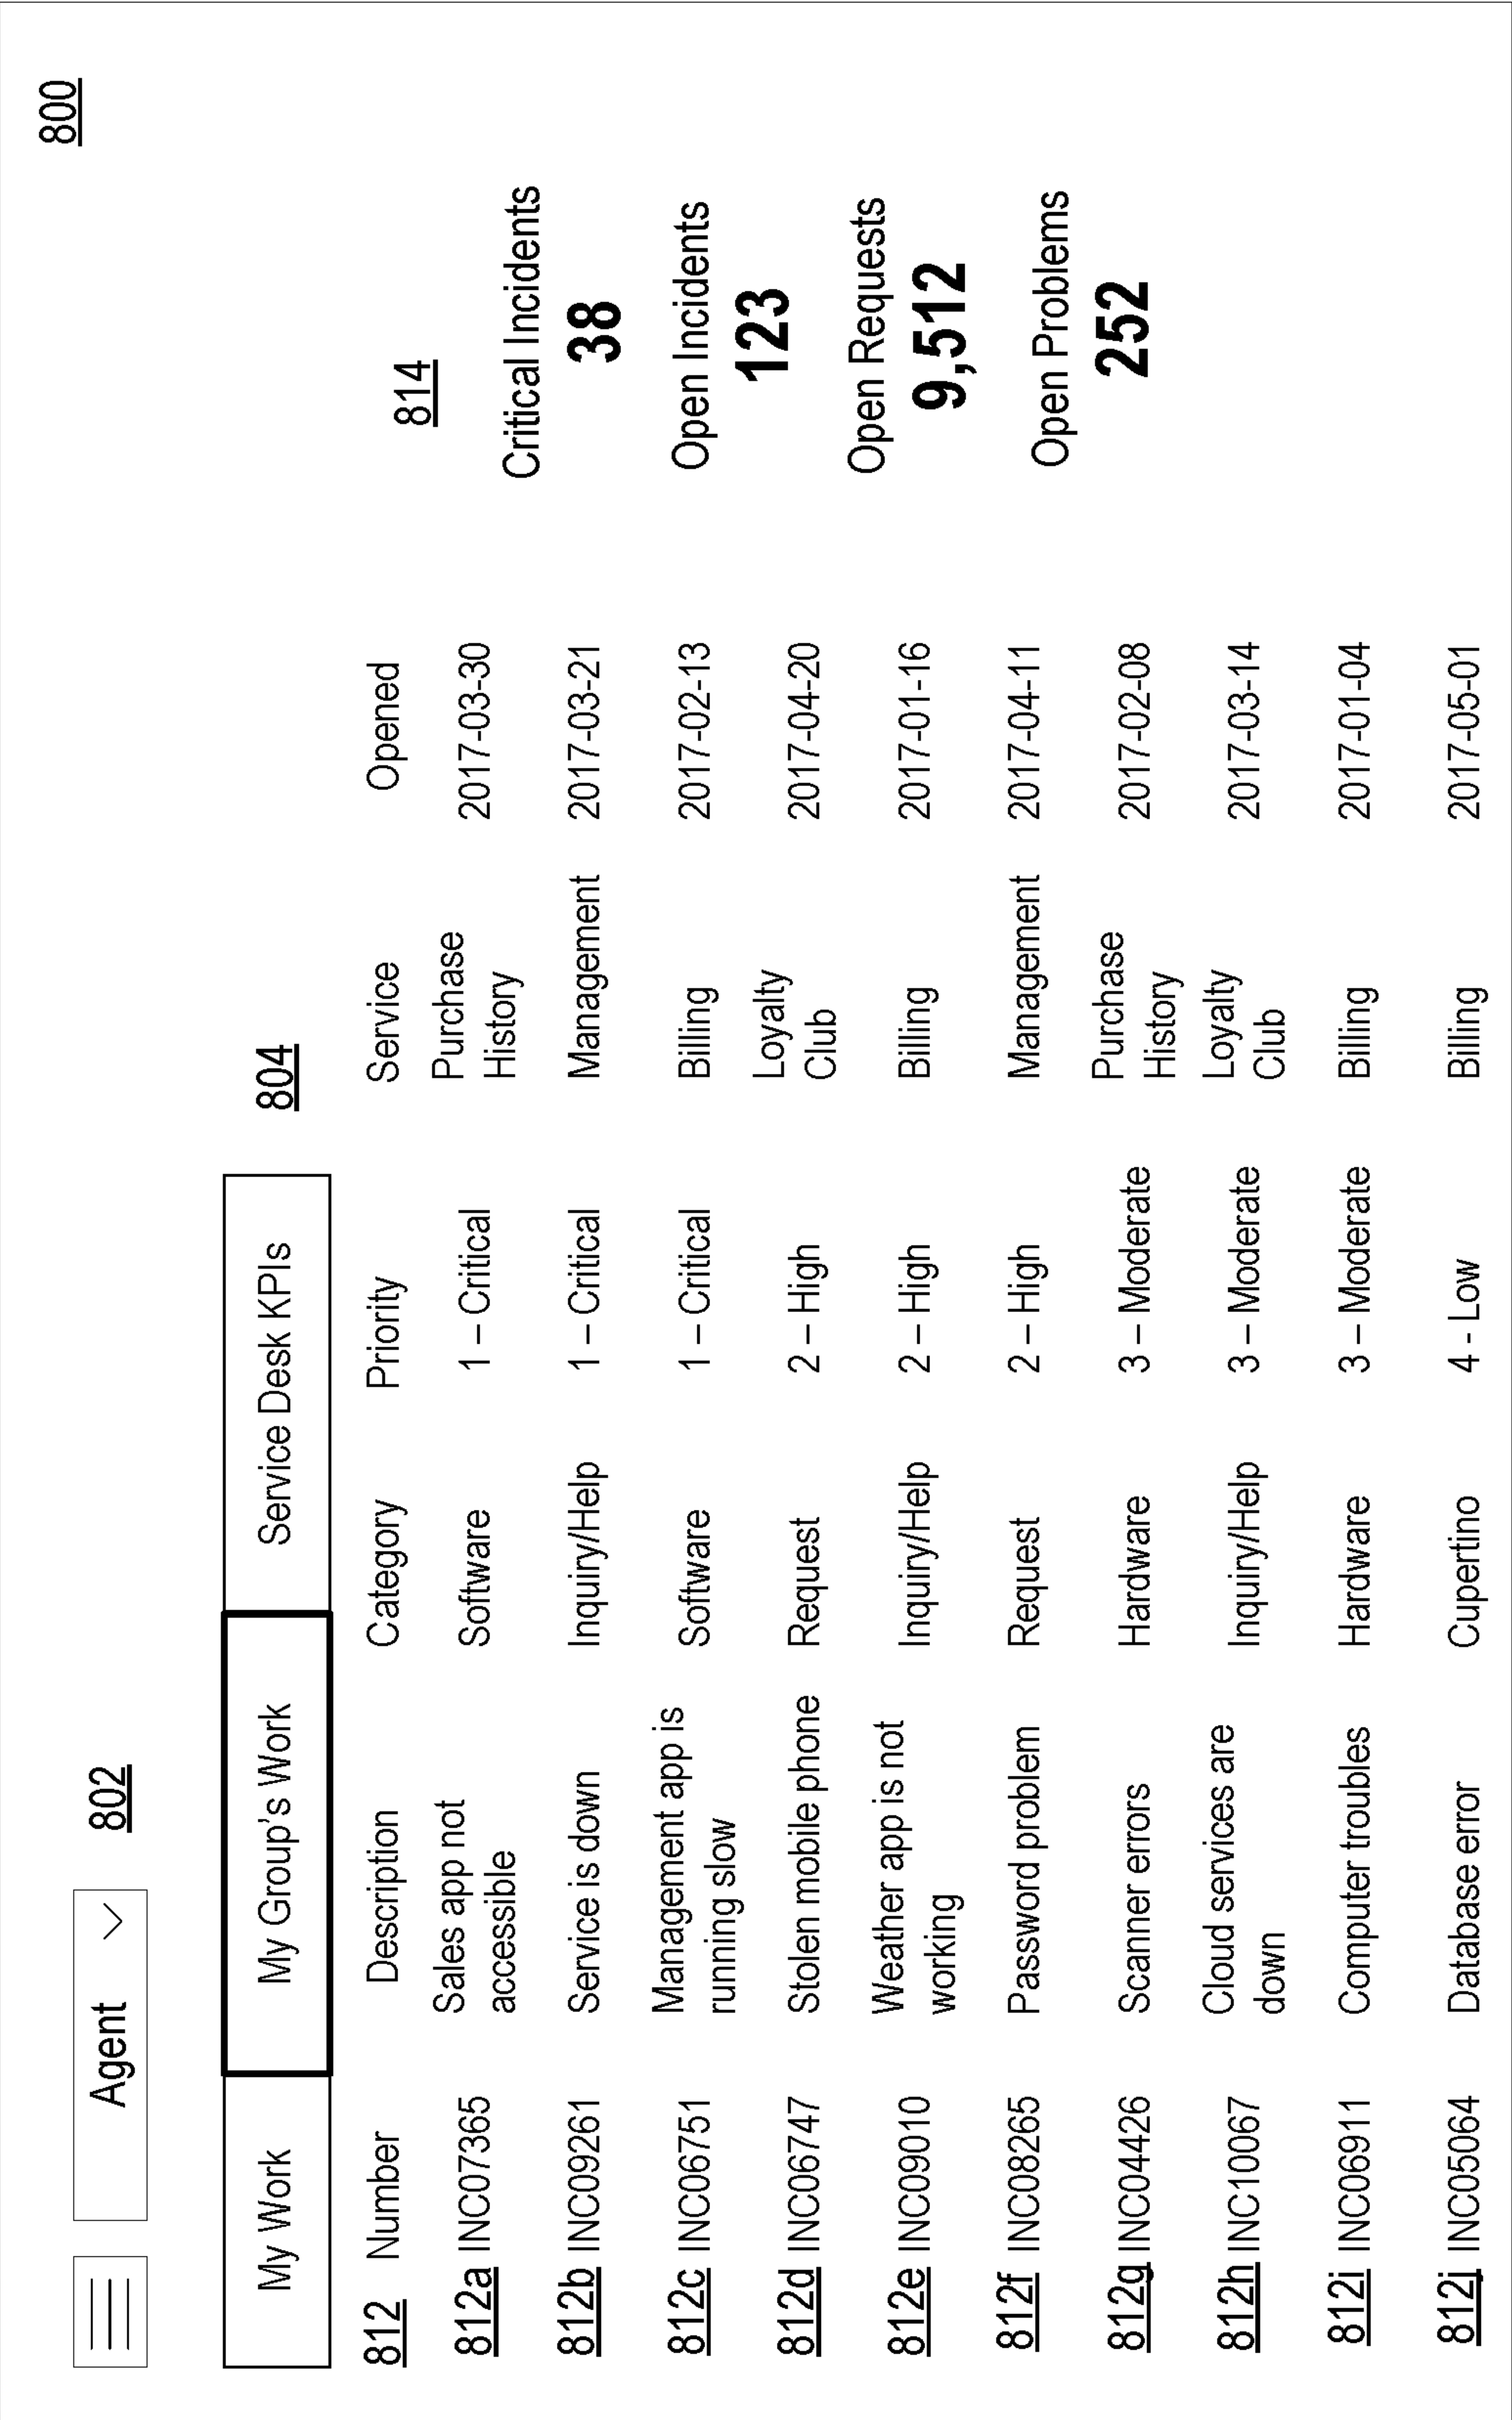 800
Agent 802
My Work My Group's Work Service Desk KPIs 804
812 Number Description Category Priority Service Opened
812a INC07365 Sales app not accessible Software 1 – Critical Purchase History 2017-03-30
812b INC09261 Service is down Inquiry/Help 1 – Critical Management 2017-03-21
812c INC06751 Management app is running slow Software 1 – Critical Billing 2017-02-13
812d INC06747 Stolen mobile phone Request 2 – High Loyalty Club 2017-04-20
812e INC09010 Weather app is not working Inquiry/Help 2 – High Billing 2017-01-16
812f INC08265 Password problem Request 2 – High Management 2017-04-11
812g INC04426 Scanner errors Hardware 3 – Moderate Purchase History 2017-02-08
812h INC10067 Cloud services are down Inquiry/Help 3 – Moderate Loyalty Club 2017-03-14
812i INC06911 Computer troubles Hardware 3 – Moderate Billing 2017-01-04
812j INC05064 Database error Cupertino 4 - Low Billing 2017-05-01
814
Critical Incidents
38
Open Incidents
123
Open Requests
9,512
Open Problems
252